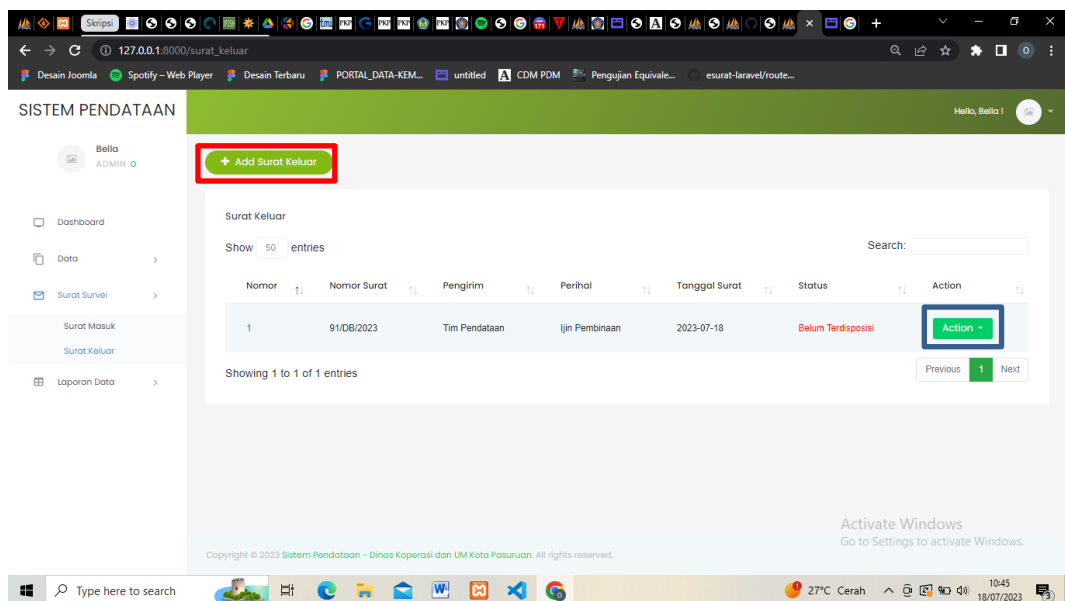 Skripsi
127.0.0.1:8000/surat_keluar
Desain Joomla Spotify – Web Player Desain Terbaru PORTAL_DATA-KEM... untitled CDM PDM Pengujian Equivale... esurat-laravel/route...
SISTEM PENDATAAN
Hello, Bella !
Bella
ADMIN
+ Add Surat Keluar
Dashboard
Data
Surat Survei
Surat Masuk
Surat Keluar
Laporan Data
Surat Keluar
Show 50 entries
Search:
Nomor Nomor Surat Pengirim Perihal Tanggal Surat Status Action
1 91/DB/2023 Tim Pendataan Ijin Pembinaan 2023-07-18 Belum Terdisposisi Action
Showing 1 to 1 of 1 entries
Previous 1 Next
Activate Windows
Go to Settings to activate Windows.
Copyright © 2023 Sistem Pendataan - Dinas Koperasi dan UM Kota Pasuruan. All rights reserved.
Type here to search
27°C Cerah
10:45
18/07/2023